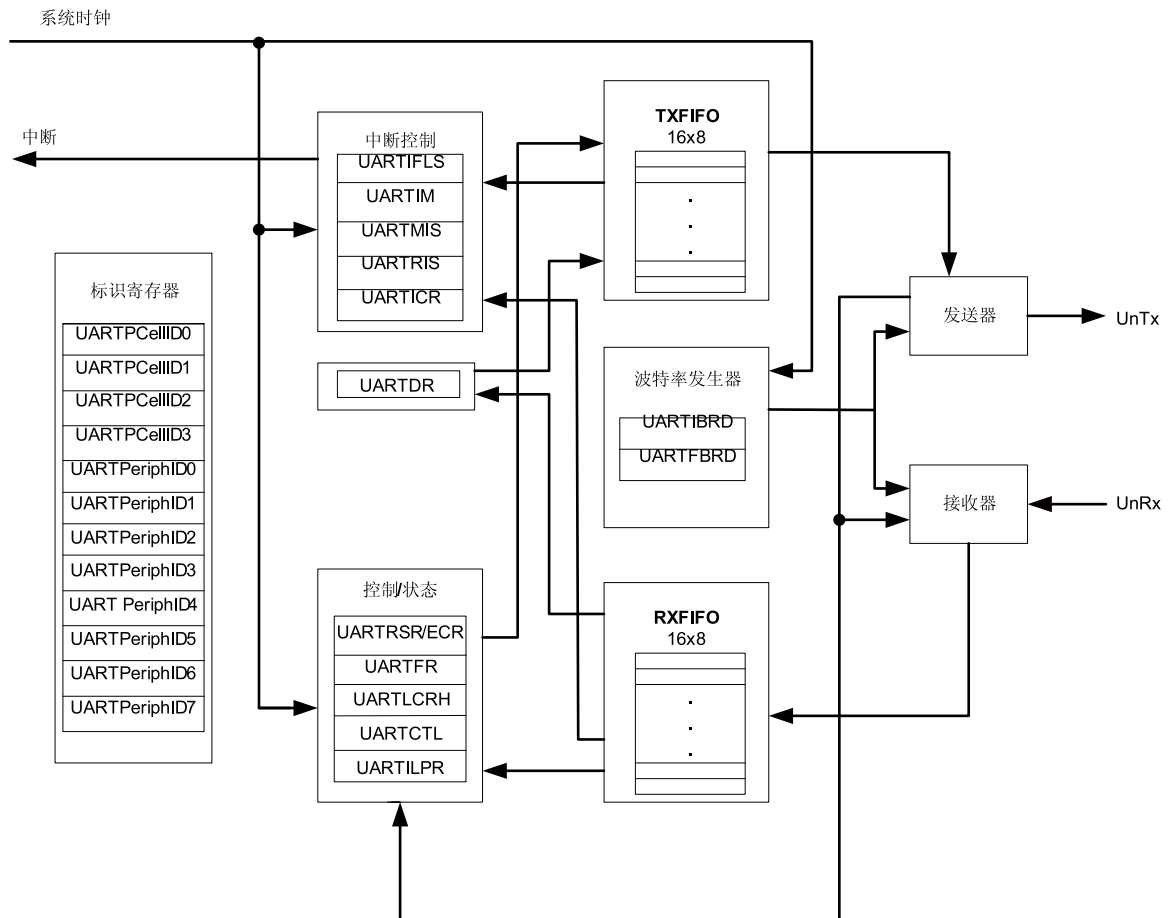 系统时钟
中断
中断控制
UARTIFLS
UARTIM
UARTMIS
UARTRIS
UARTICR
TXFIFO
16x8
标识寄存器
UARTPCellID0
UARTPCellID1
UARTPCellID2
UARTPCellID3
UARTPeriphID0
UARTPeriphID1
UARTPeriphID2
UARTPeriphID3
UART PeriphID4
UARTPeriphID5
UARTPeriphID6
UARTPeriphID7
UARTDR
波特率发生器
UARTIBRD
UARTFBRD
发送器
UnTx
接收器
UnRx
控制/状态
UARTRSR/ECR
UARTFR
UARTLCRH
UARTCTL
UARTILPR
RXFIFO
16x8